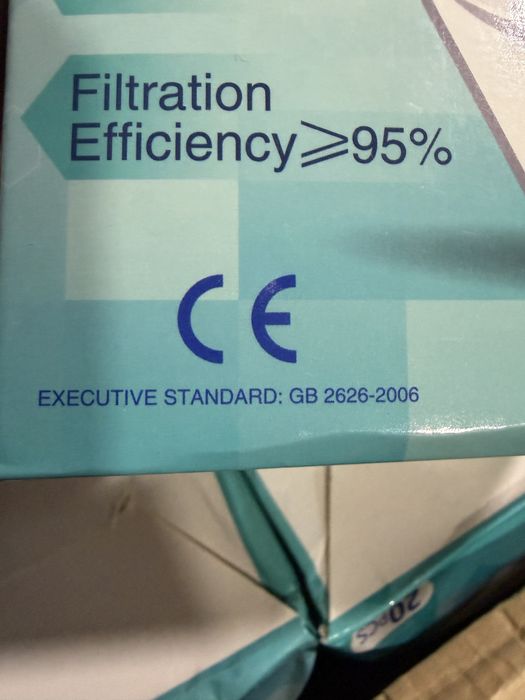 Filtration
Efficiency⩾95%
CE
EXECUTIVE STANDARD: GB 2626-2006
20PCS